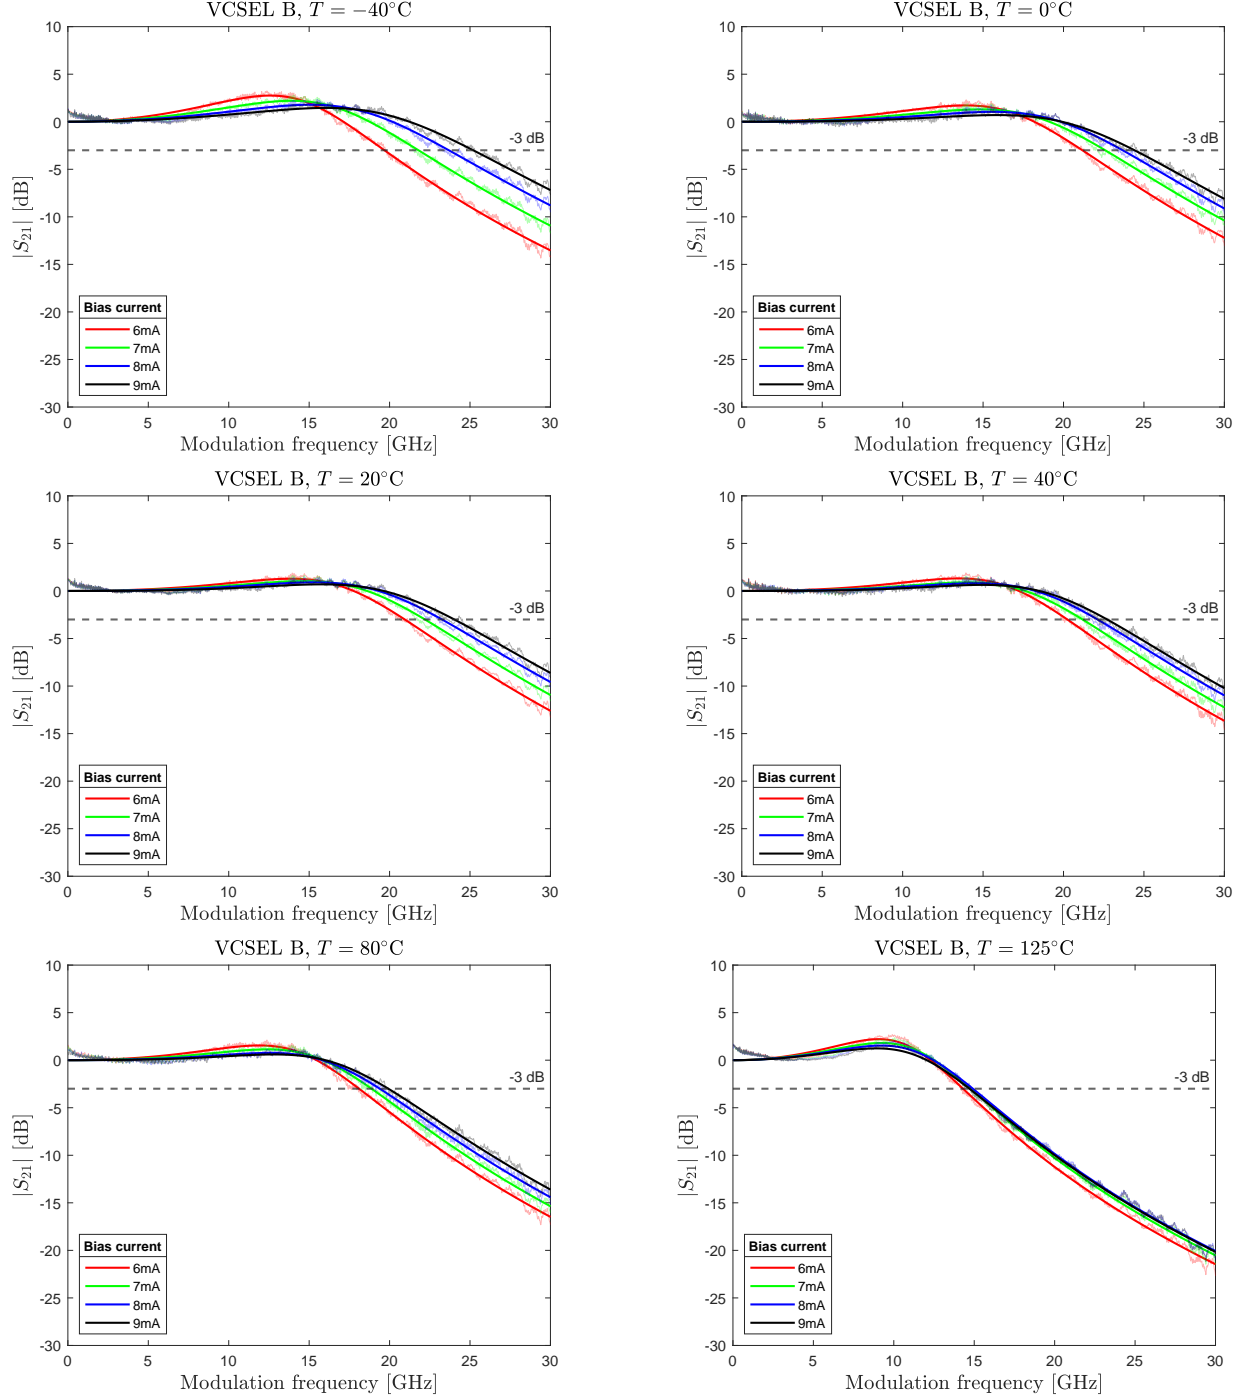 VCSEL B, T = −40°C
10
5
0
-5
-10
-15
-20
-25
-30
|S21| [dB]
-3 dB
Bias current
6mA
7mA
8mA
9mA
0 5 10 15 20 25 30
Modulation frequency [GHz]
VCSEL B, T = 0°C
10
5
0
-5
-10
-15
-20
-25
-30
|S21| [dB]
-3 dB
Bias current
6mA
7mA
8mA
9mA
0 5 10 15 20 25 30
Modulation frequency [GHz]
VCSEL B, T = 20°C
10
5
0
-5
-10
-15
-20
-25
-30
|S21| [dB]
-3 dB
Bias current
6mA
7mA
8mA
9mA
0 5 10 15 20 25 30
Modulation frequency [GHz]
VCSEL B, T = 40°C
10
5
0
-5
-10
-15
-20
-25
-30
|S21| [dB]
-3 dB
Bias current
6mA
7mA
8mA
9mA
0 5 10 15 20 25 30
Modulation frequency [GHz]
VCSEL B, T = 80°C
10
5
0
-5
-10
-15
-20
-25
-30
|S21| [dB]
-3 dB
Bias current
6mA
7mA
8mA
9mA
0 5 10 15 20 25 30
Modulation frequency [GHz]
VCSEL B, T = 125°C
10
5
0
-5
-10
-15
-20
-25
-30
|S21| [dB]
-3 dB
Bias current
6mA
7mA
8mA
9mA
0 5 10 15 20 25 30
Modulation frequency [GHz]